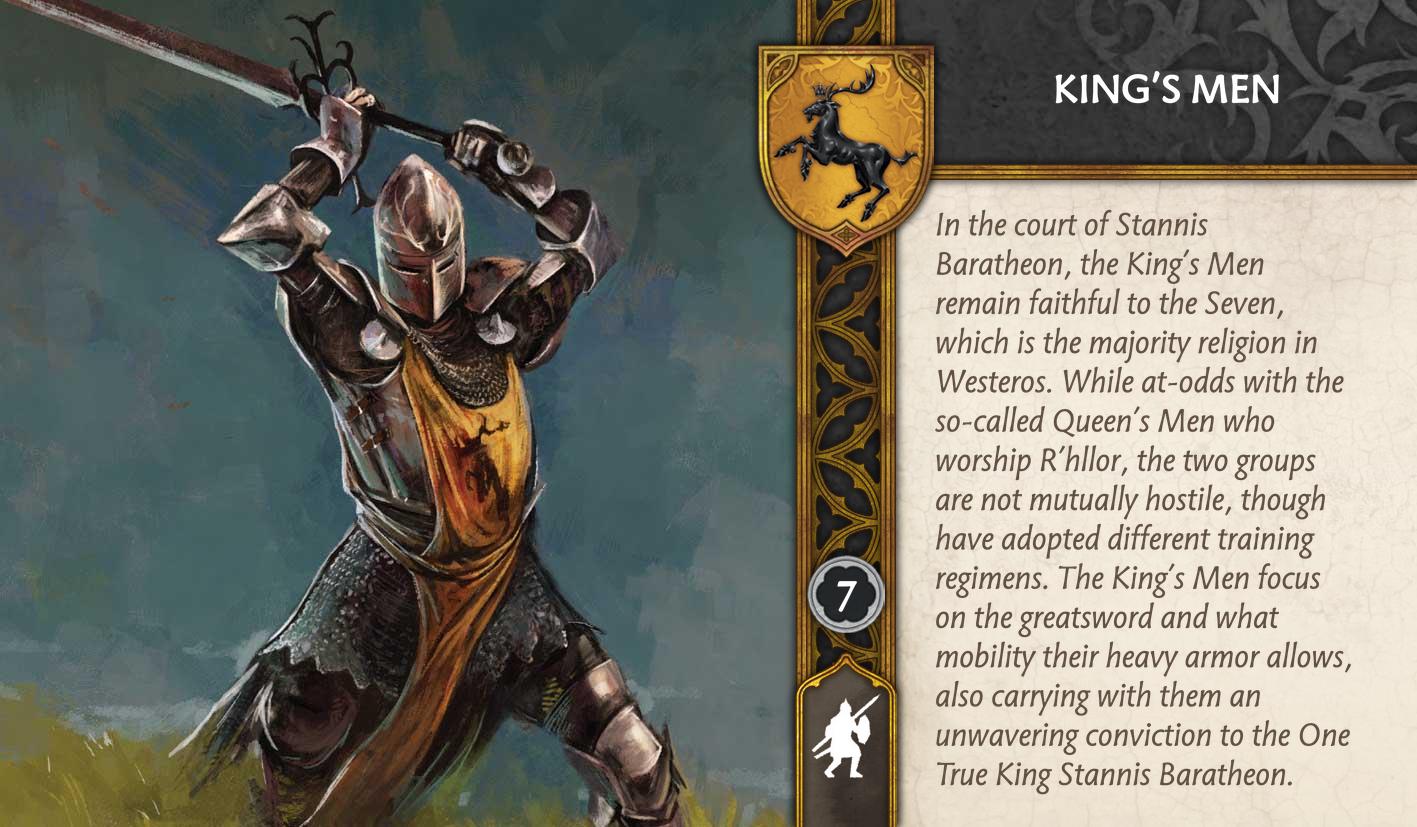 KING'S MEN
In the court of Stannis
Baratheon, the King's Men
remain faithful to the Seven,
which is the majority religion in
Westeros. While at-odds with the
so-called Queen's Men who
worship R'hllor, the two groups
are not mutually hostile, though
have adopted different training
regimens. The King's Men focus
on the greatsword and what
mobility their heavy armor allows,
also carrying with them an
unwavering conviction to the One
True King Stannis Baratheon.
7